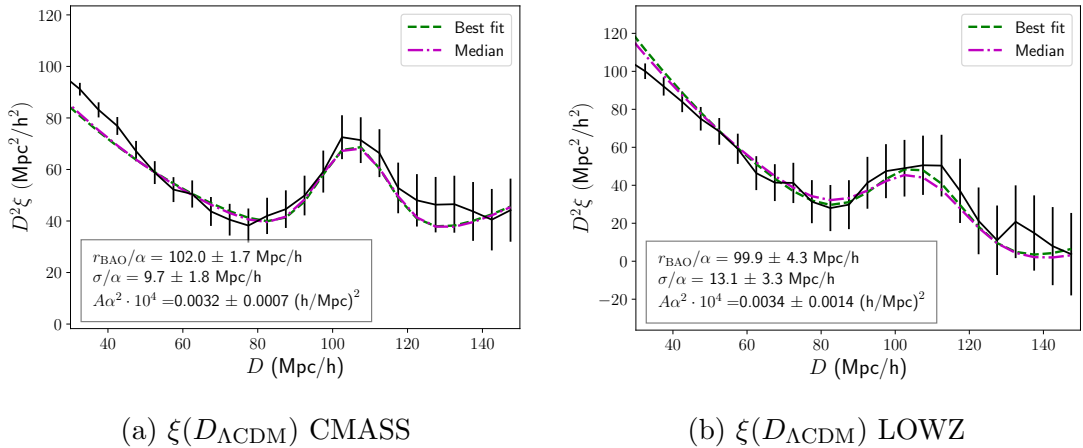 120
100
80
60
40
20
0
D²ξ (Mpc²/h²)
Best fit
Median
r_BAO/α = 102.0 ± 1.7 Mpc/h
σ/α = 9.7 ± 1.8 Mpc/h
Aα² · 10⁴ =0.0032 ± 0.0007 (h/Mpc)²
40 60 80 100 120 140
D (Mpc/h)
(a) ξ(D_ΛCDM) CMASS
120
100
80
60
40
20
0
−20
D²ξ (Mpc²/h²)
Best fit
Median
r_BAO/α = 99.9 ± 4.3 Mpc/h
σ/α = 13.1 ± 3.3 Mpc/h
Aα² · 10⁴ =0.0034 ± 0.0014 (h/Mpc)²
40 60 80 100 120 140
D (Mpc/h)
(b) ξ(D_ΛCDM) LOWZ